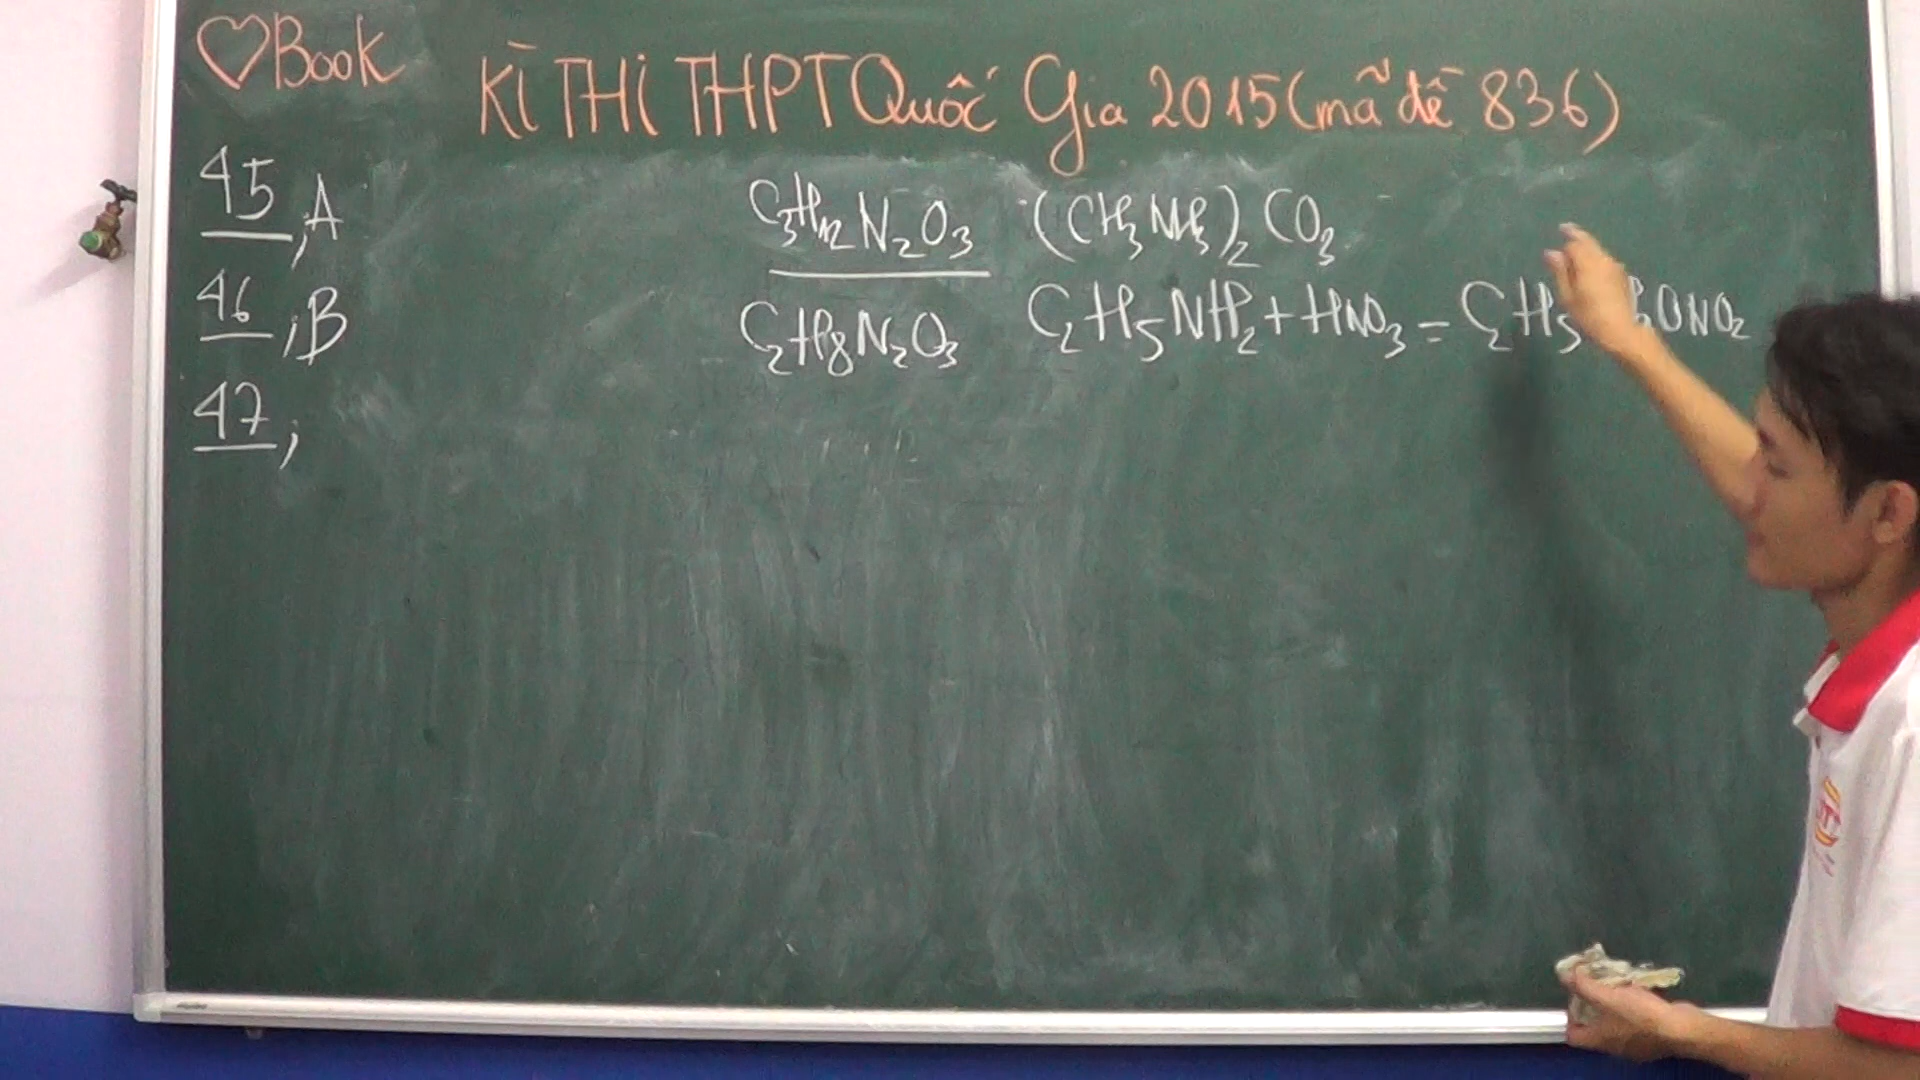 ♡Book
KÌ THI THPT Quốc Gia 2015 (mã đề 836)
45, A
C₃H₁₂N₂O₃ (CH₃NH₃)₂CO₃
46, B
C₂H₈N₂O₃ C₂H₅NH₂ + HNO₃ = C₂H₅ ONO₂
47,